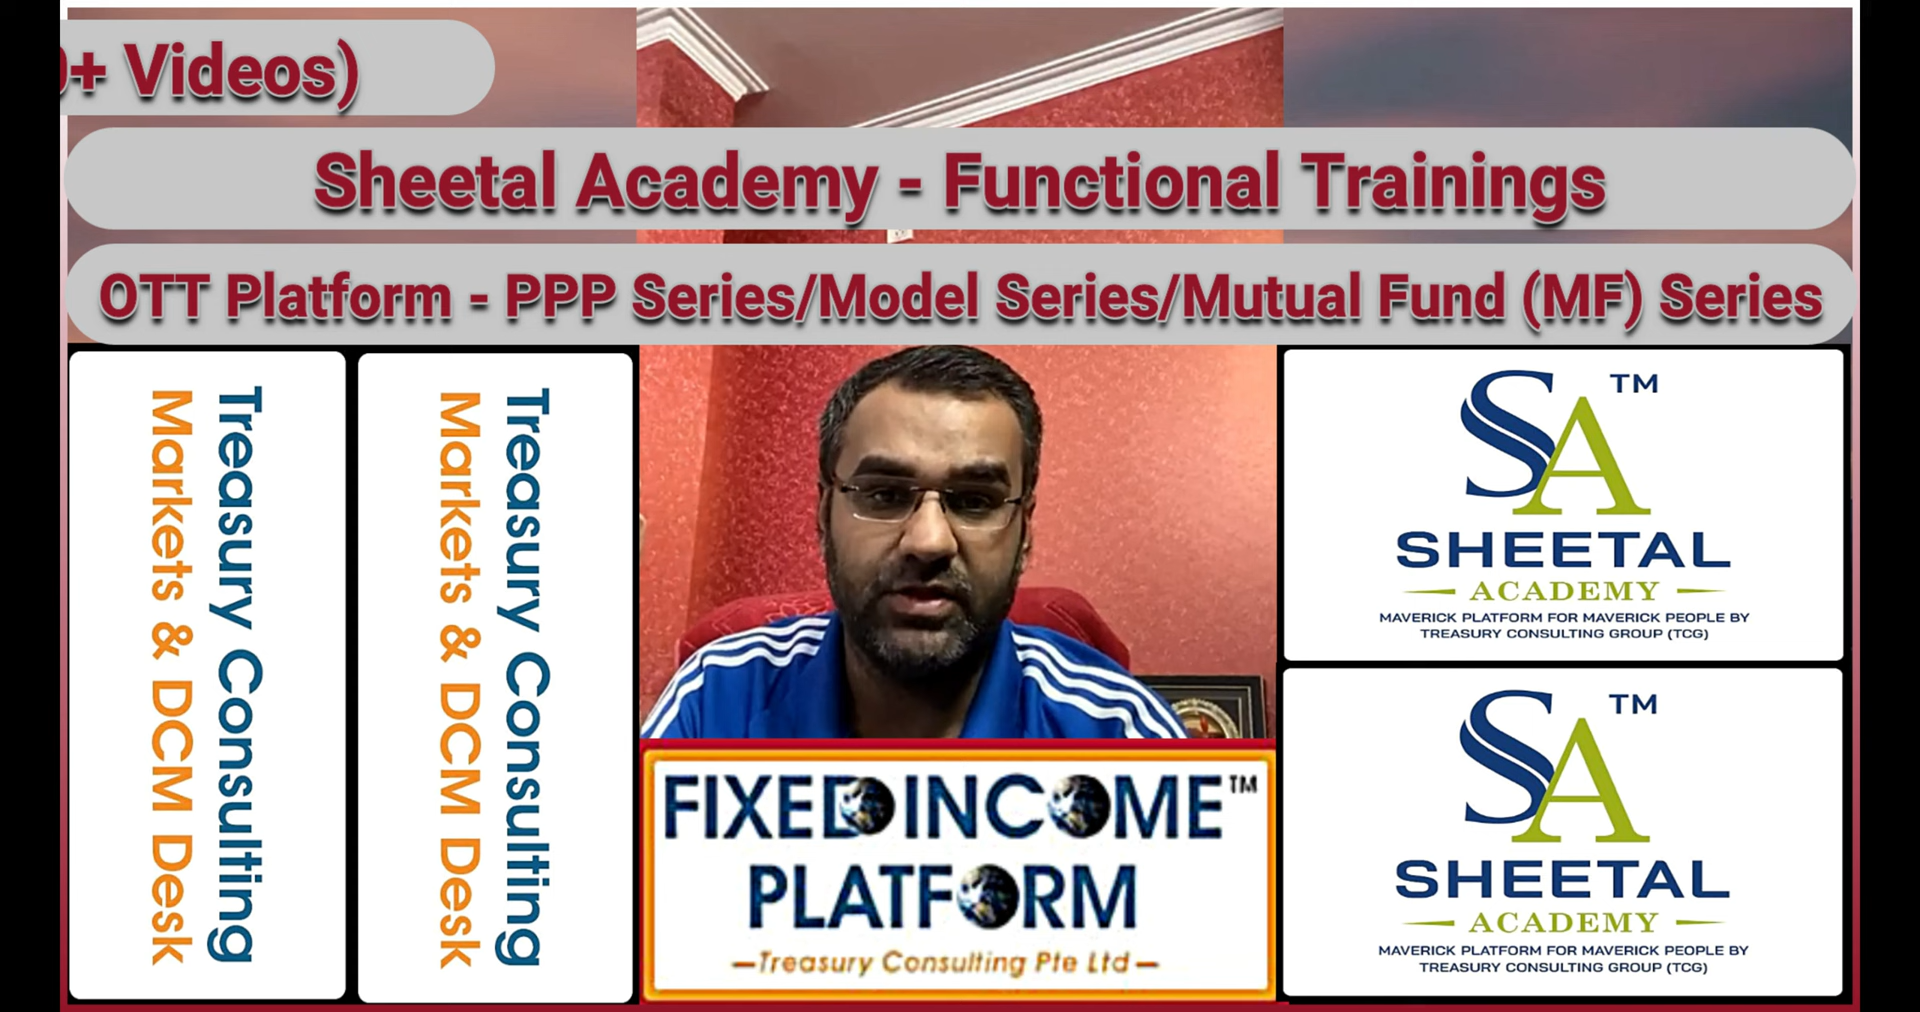 + Videos)
Sheetal Academy - Functional Trainings
OTT Platform - PPP Series/Model Series/Mutual Fund (MF) Series
Treasury Consulting
Markets & DCM Desk
Treasury Consulting
Markets & DCM Desk
FIXED INCOME™
PLATFORM
—Treasury Consulting Pte Ltd—
SA ™
SHEETAL
ACADEMY
MAVERICK PLATFORM FOR MAVERICK PEOPLE BY
TREASURY CONSULTING GROUP (TCG)
SA ™
SHEETAL
ACADEMY
MAVERICK PLATFORM FOR MAVERICK PEOPLE BY
TREASURY CONSULTING GROUP (TCG)